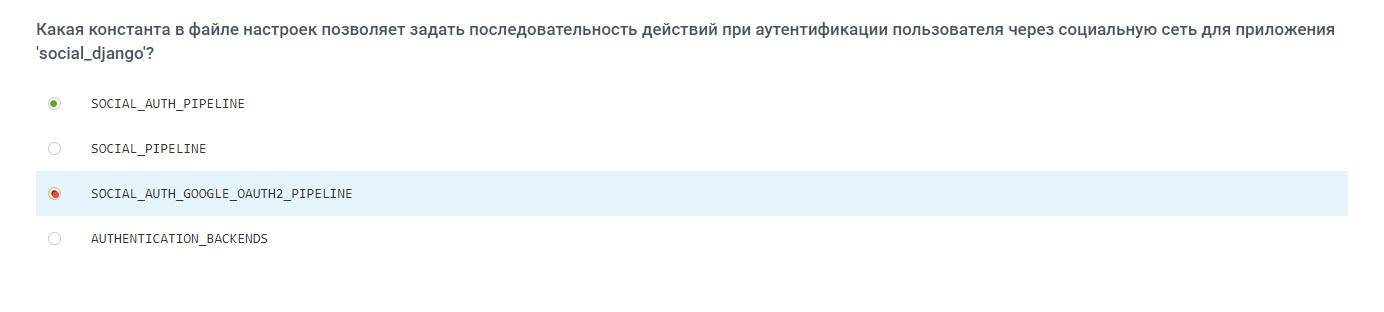 Какая константа в файле настроек позволяет задать последовательность действий при аутентификации пользователя через социальную сеть для приложения
'social_django'?
SOCIAL_AUTH_PIPELINE
SOCIAL_PIPELINE
SOCIAL_AUTH_GOOGLE_OAUTH2_PIPELINE
AUTHENTICATION_BACKENDS